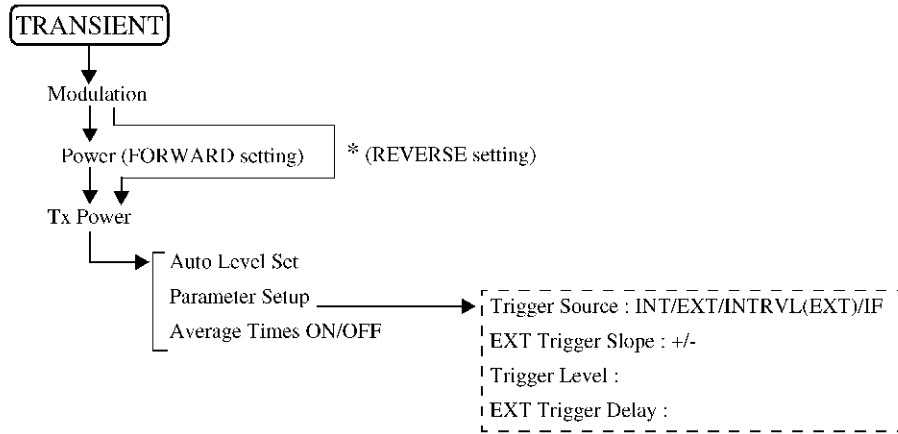 TRANSIENT
Modulation
Power (FORWARD setting)
* (REVERSE setting)
Tx Power
Auto Level Set
Parameter Setup
Average Times ON/OFF
Trigger Source : INT/EXT/INTRVL(EXT)/IF
EXT Trigger Slope : +/-
Trigger Level :
EXT Trigger Delay :